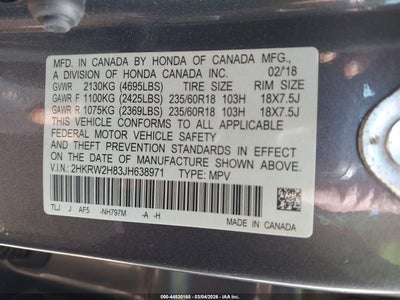 MFD. IN CANADA BY HONDA OF CANADA MFG.,
A DIVISION OF HONDA CANADA INC. 02/18
GVWR 2130KG (4695LBS) TIRE SIZE RIM SIZE
GAWR F 1100KG (2425LBS) 235/60R18 103H 18X7.5J
GAWR R 1075KG (2369LBS) 235/60R18 103H 18X7.5J
THIS VEHICLE CONFORMS TO ALL APPLICABLE
FEDERAL MOTOR VEHICLE SAFETY
AND THEFT PREVENTION STANDARDS IN EFFECT
ON THE DATE OF MANUFACTURE SHOWN ABOVE.
V.I.N.: 2HKRW2H83JH638971 TYPE: MPV
TLJ J AF5 -NH797M -A -H
MADE IN CANADA
000-44630165 - 03/04/2026 - IAA, Inc.